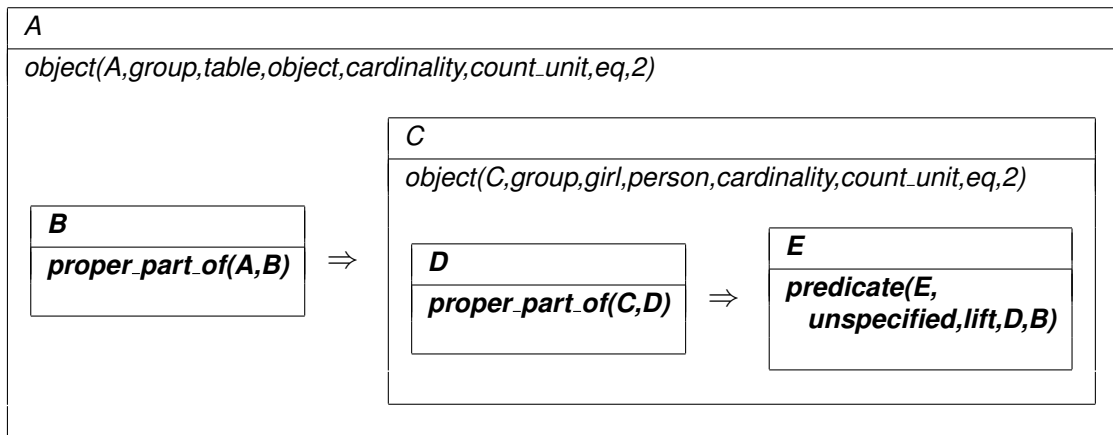 A
object(A,group,table,object,cardinality,count_unit,eq,2)
C
object(C,group,girl,person,cardinality,count_unit,eq,2)
B
proper_part_of(A,B)
⇒
D
proper_part_of(C,D)
⇒
E
predicate(E,
unspecified,lift,D,B)